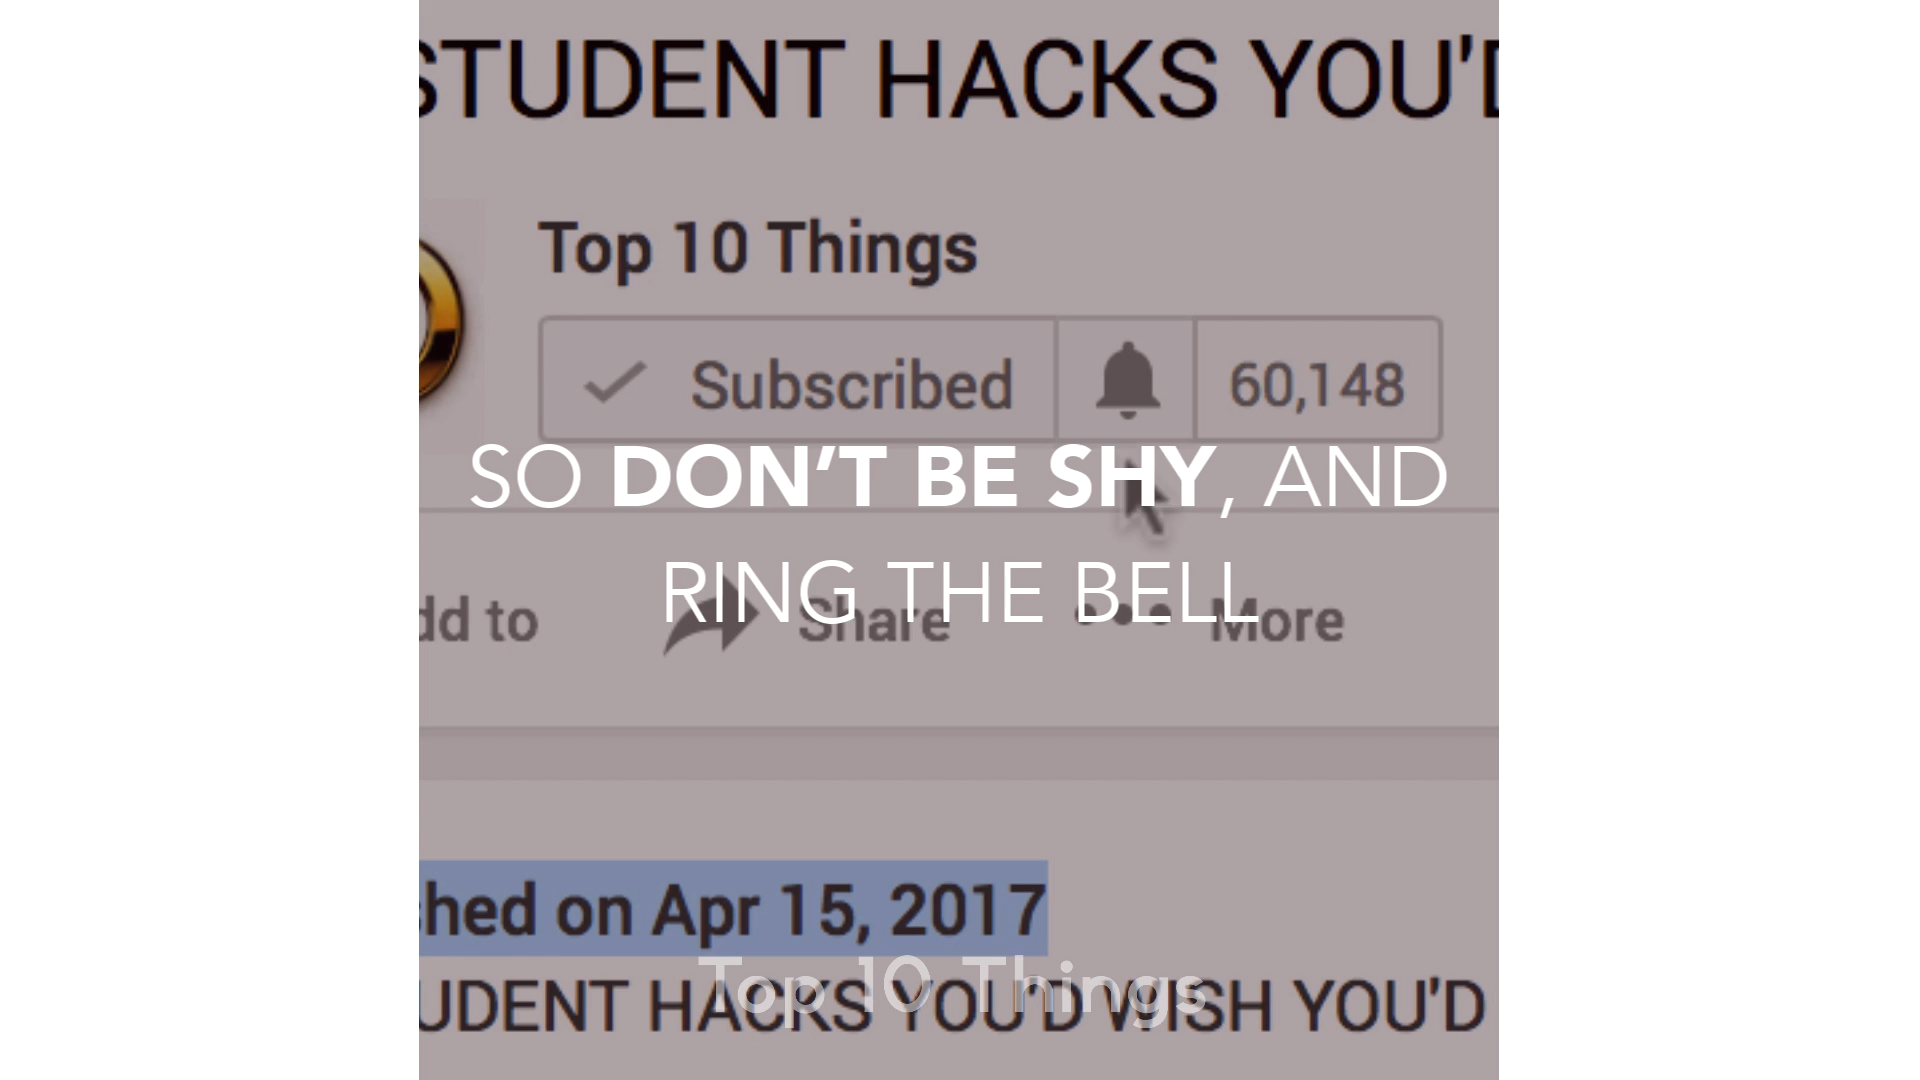 STUDENT HACKS YOU'D
Top 10 Things
Subscribed
60,148
SO DON'T BE SHY, AND
RING THE BELL
dd to
Share
More
shed on Apr 15, 2017
UDENT HACKS YOU'D WISH YOU'D
Top 10 Things